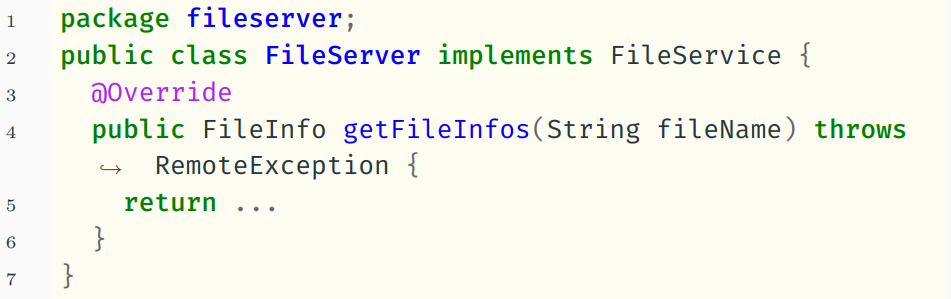 1 package fileserver;
2 public class FileServer implements FileService {
3 @Override
4 public FileInfo getFileInfos(String fileName) throws
↪ RemoteException {
5 return ...
6 }
7 }